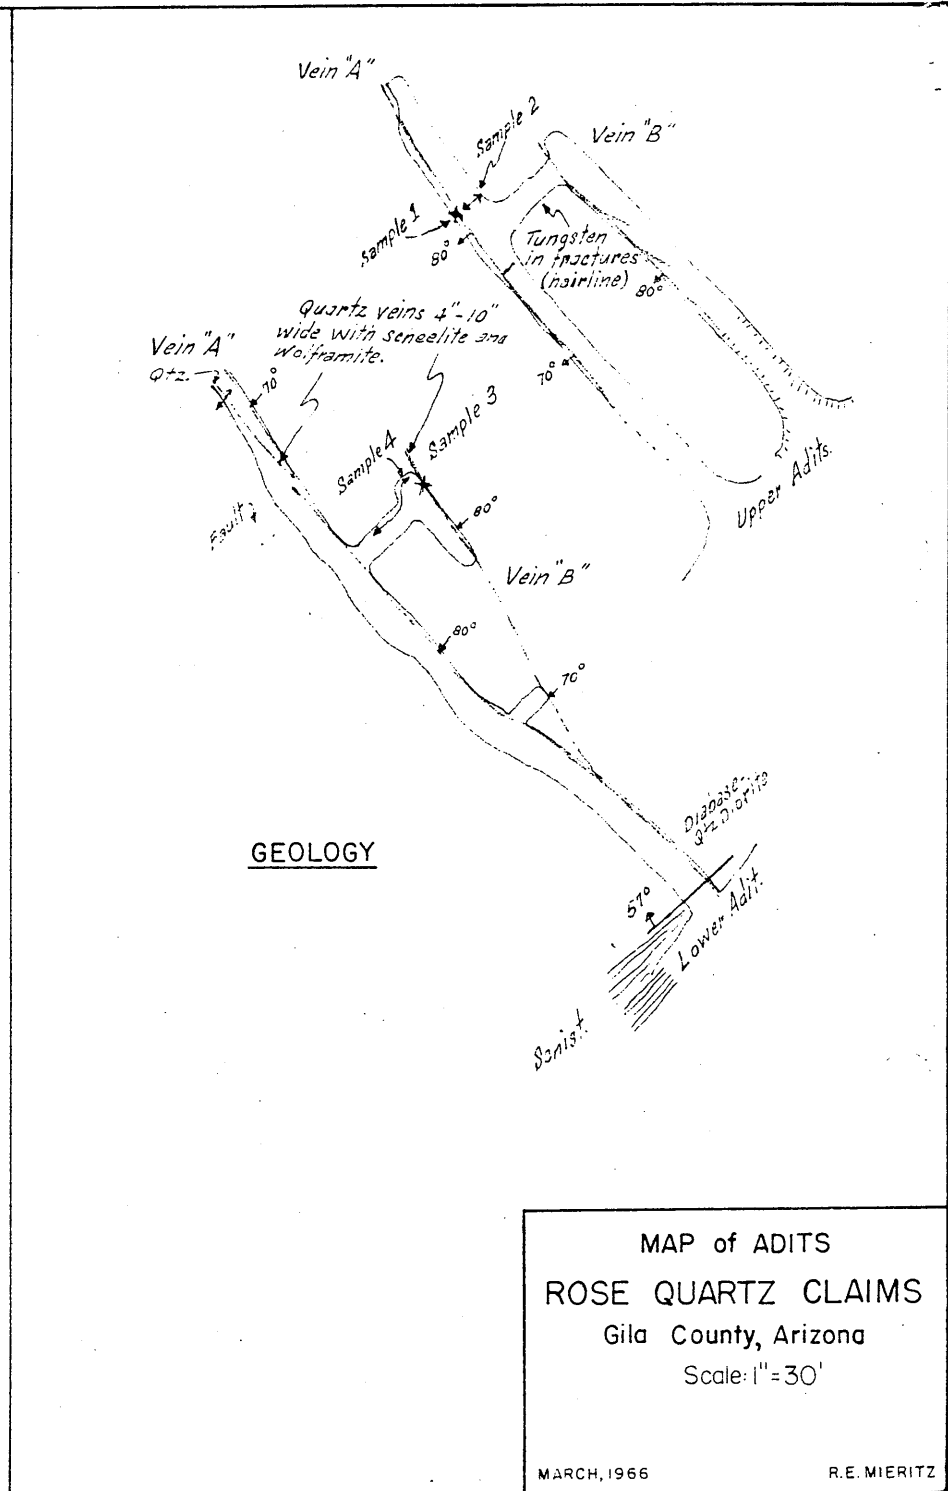 Vein "A"
Sample 2
Vein "B"
Sample 1
80°
Tungsten
in fractures
(hairline)
80°
Quartz veins 4"-10"
wide with scheelite and
Wolframite.
Vein "A"
Qtz.
70°
70°
Sample 3
Sample 4
80°
Upper Adits.
Fault
Vein "B"
80°
70°
Diabase-
Qtz Diorite
GEOLOGY
57°
Lower Adit.
Schist.
MAP of ADITS
ROSE QUARTZ CLAIMS
Gila County, Arizona
Scale: 1"=30'
MARCH, 1966
R.E. MIERITZ